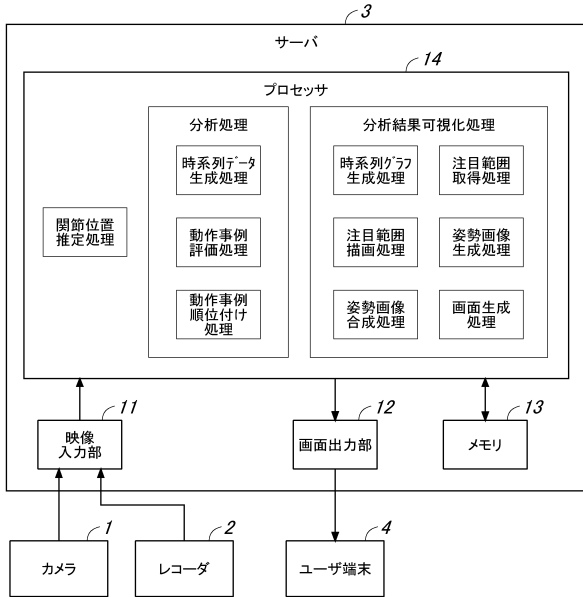 3
サーバ
14
プロセッサ
分析処理
分析結果可視化処理
時系列ﾃﾞｰﾀ
生成処理
時系列ｸﾞﾗﾌ
生成処理
注目範囲
取得処理
関節位置
推定処理
動作事例
評価処理
注目範囲
描画処理
姿勢画像
生成処理
動作事例
順位付け
処理
姿勢画像
合成処理
画面生成
処理
11
映像
入力部
12
画面出力部
13
メモリ
1
カメラ
2
レコーダ
4
ユーザ端末